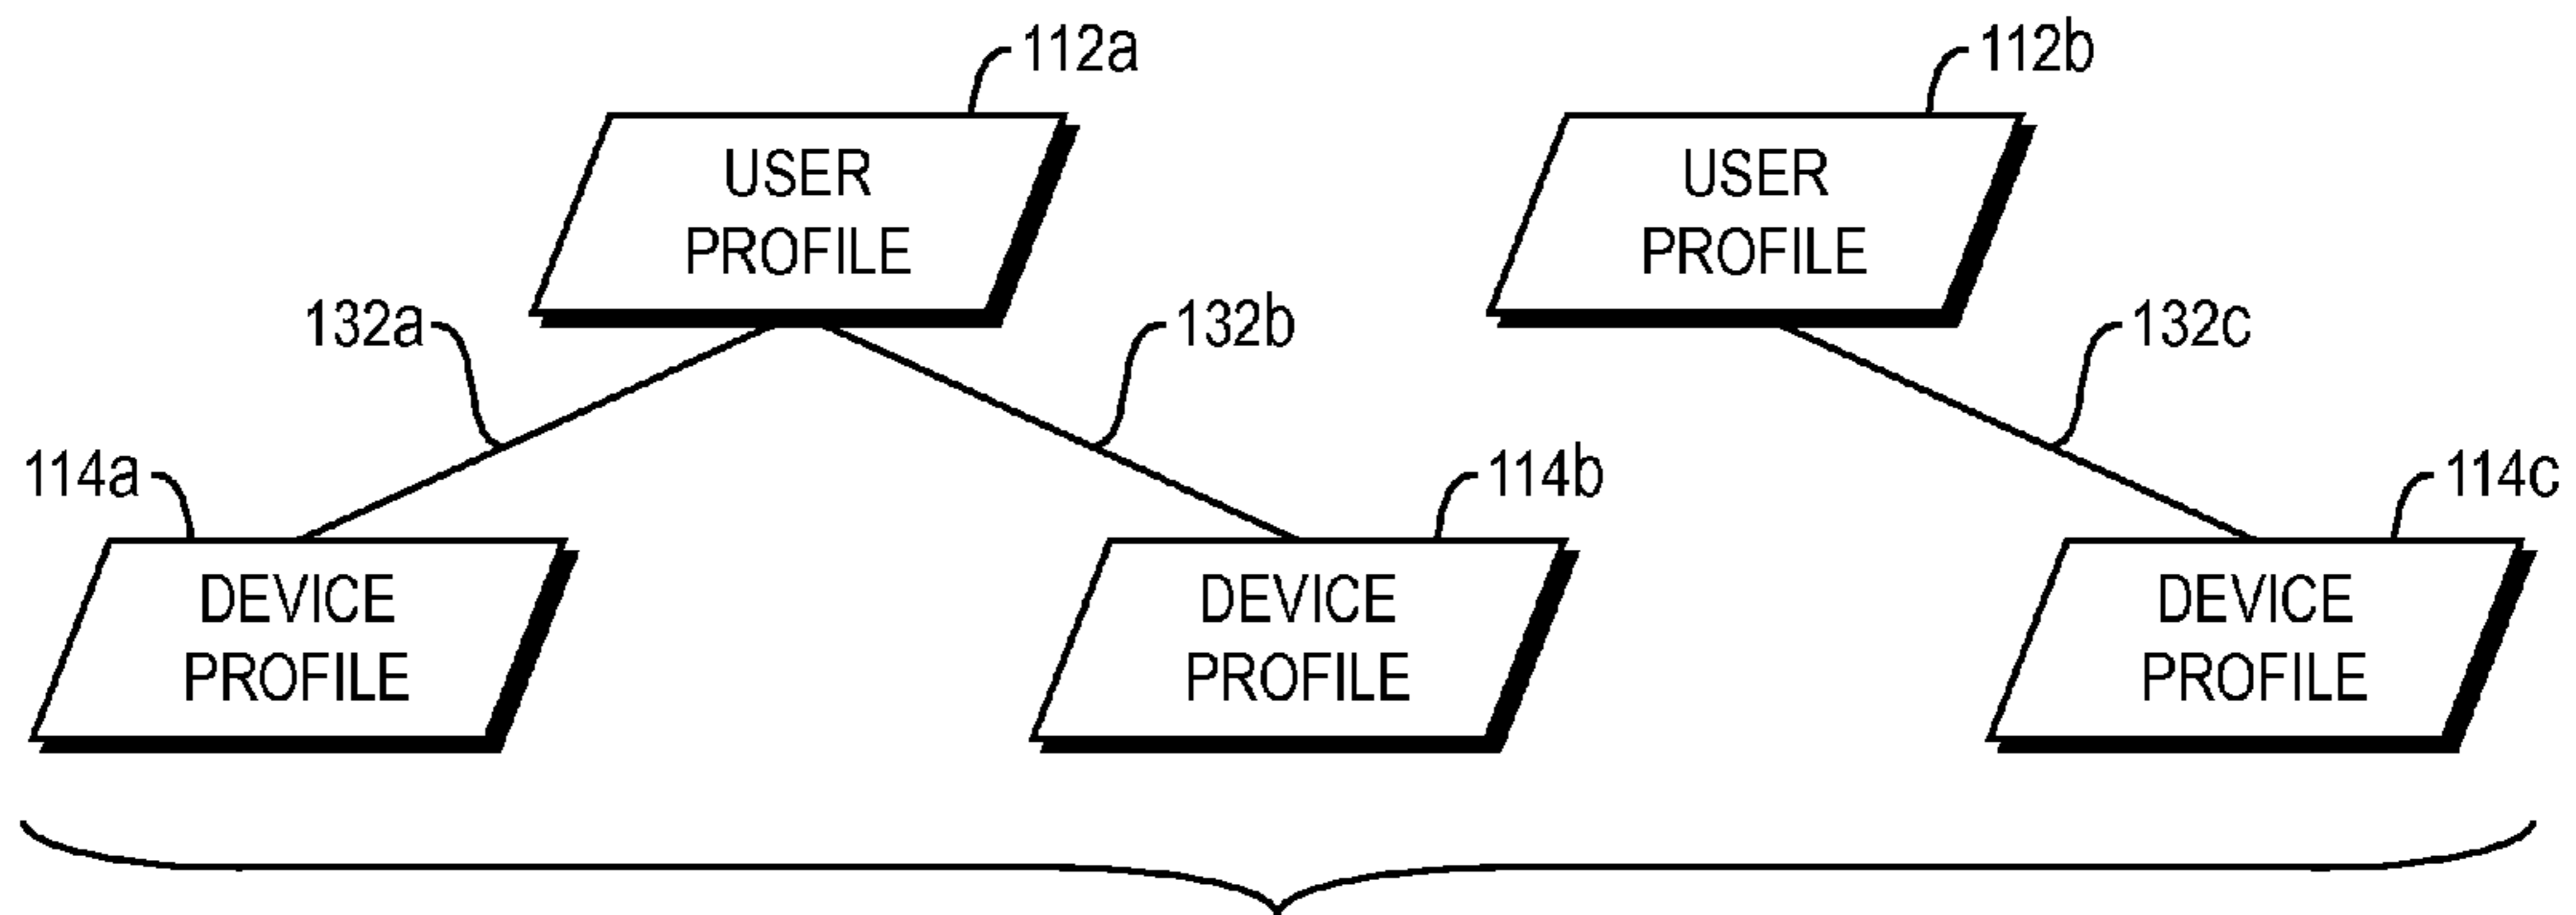 112a
112b
USER
PROFILE
USER
PROFILE
132a
132b
132c
114a
114b
114c
DEVICE
PROFILE
DEVICE
PROFILE
DEVICE
PROFILE